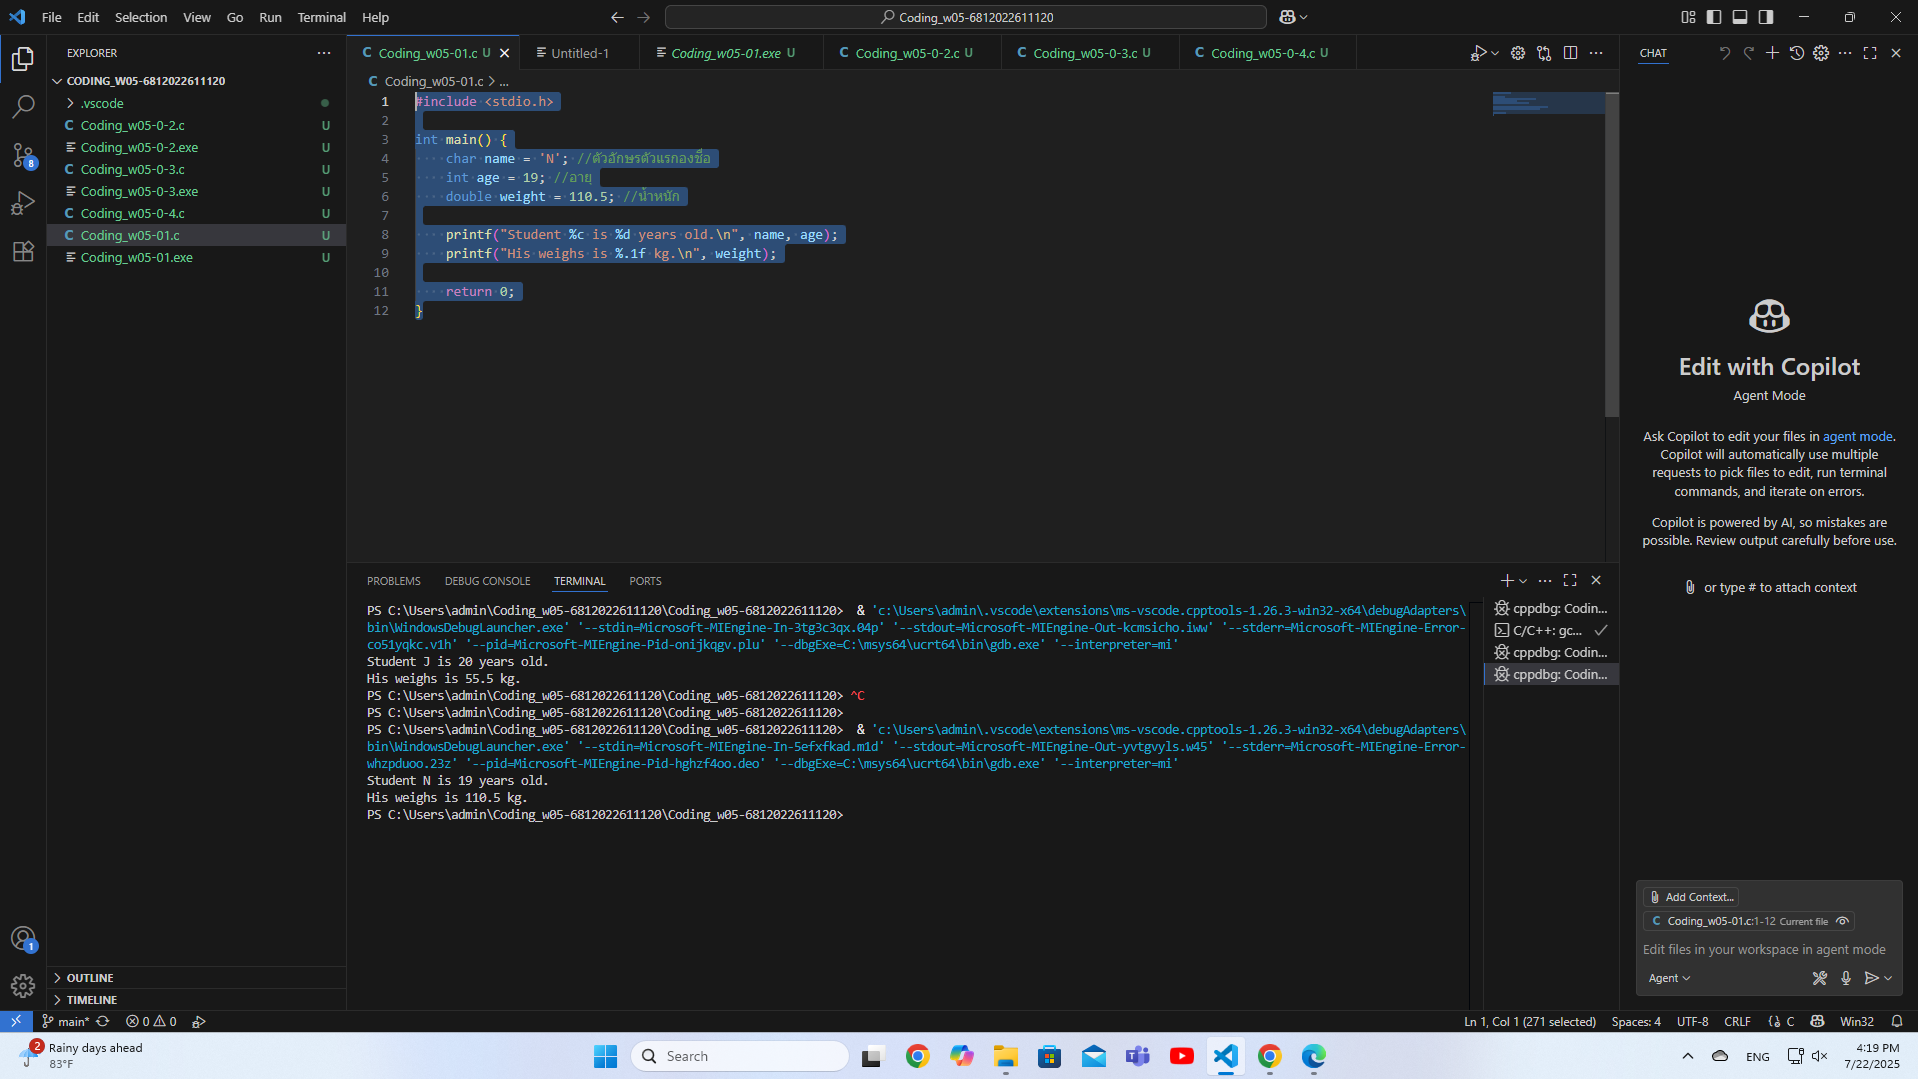 File Edit Selection View Go Run Terminal Help
Coding_w05-6812022611120
EXPLORER
CODING_W05-6812022611120
.vscode
C Coding_w05-0-2.c U
Coding_w05-0-2.exe U
C Coding_w05-0-3.c U
Coding_w05-0-3.exe U
C Coding_w05-0-4.c U
C Coding_w05-01.c U
Coding_w05-01.exe U
8
1
OUTLINE
TIMELINE
C Coding_w05-01.c U
Untitled-1
Coding_w05-01.exe U
C Coding_w05-0-2.c U
C Coding_w05-0-3.c U
C Coding_w05-0-4.c U
C Coding_w05-01.c > ...
1 #include <stdio.h>
2
3 int main() {
4 char name = 'N'; //ตัวอักษรตัวแรกองชื่อ
5 int age = 19; //อายุ
6 double weight = 110.5; //น้ำหนัก
7
8 printf("Student %c is %d years old.\n", name, age);
9 printf("His weighs is %.1f kg.\n", weight);
10
11 return 0;
12 }
PROBLEMS DEBUG CONSOLE TERMINAL PORTS
PS C:\Users\admin\Coding_w05-6812022611120\Coding_w05-6812022611120> & 'c:\Users\admin\.vscode\extensions\ms-vscode.cpptools-1.26.3-win32-x64\debugAdapters\
bin\WindowsDebugLauncher.exe' '--stdin=Microsoft-MIEngine-In-3tg3c3qx.04p' '--stdout=Microsoft-MIEngine-Out-kcmsicho.iww' '--stderr=Microsoft-MIEngine-Error-
co51yqkc.v1h' '--pid=Microsoft-MIEngine-Pid-onijkqgv.plu' '--dbgExe=C:\msys64\ucrt64\bin\gdb.exe' '--interpreter=mi'
Student J is 20 years old.
His weighs is 55.5 kg.
PS C:\Users\admin\Coding_w05-6812022611120\Coding_w05-6812022611120> ^C
PS C:\Users\admin\Coding_w05-6812022611120\Coding_w05-6812022611120>
PS C:\Users\admin\Coding_w05-6812022611120\Coding_w05-6812022611120> & 'c:\Users\admin\.vscode\extensions\ms-vscode.cpptools-1.26.3-win32-x64\debugAdapters\
bin\WindowsDebugLauncher.exe' '--stdin=Microsoft-MIEngine-In-5efxfkad.m1d' '--stdout=Microsoft-MIEngine-Out-yvtgvyls.w45' '--stderr=Microsoft-MIEngine-Error-
whzpduoo.23z' '--pid=Microsoft-MIEngine-Pid-hghzf4oo.deo' '--dbgExe=C:\msys64\ucrt64\bin\gdb.exe' '--interpreter=mi'
Student N is 19 years old.
His weighs is 110.5 kg.
PS C:\Users\admin\Coding_w05-6812022611120\Coding_w05-6812022611120>
cppdbg: Codin...
C/C++: gc...
cppdbg: Codin...
cppdbg: Codin...
CHAT
Edit with Copilot
Agent Mode
Ask Copilot to edit your files in agent mode.
Copilot will automatically use multiple
requests to pick files to edit, run terminal
commands, and iterate on errors.
Copilot is powered by AI, so mistakes are
possible. Review output carefully before use.
or type # to attach context
Add Context...
C Coding_w05-01.c:1-12 Current file
Edit files in your workspace in agent mode
Agent
main* 0 0
Ln 1, Col 1 (271 selected) Spaces: 4 UTF-8 CRLF {} C Win32
2 Rainy days ahead
83°F
Search
ENG
4:19 PM
7/22/2025